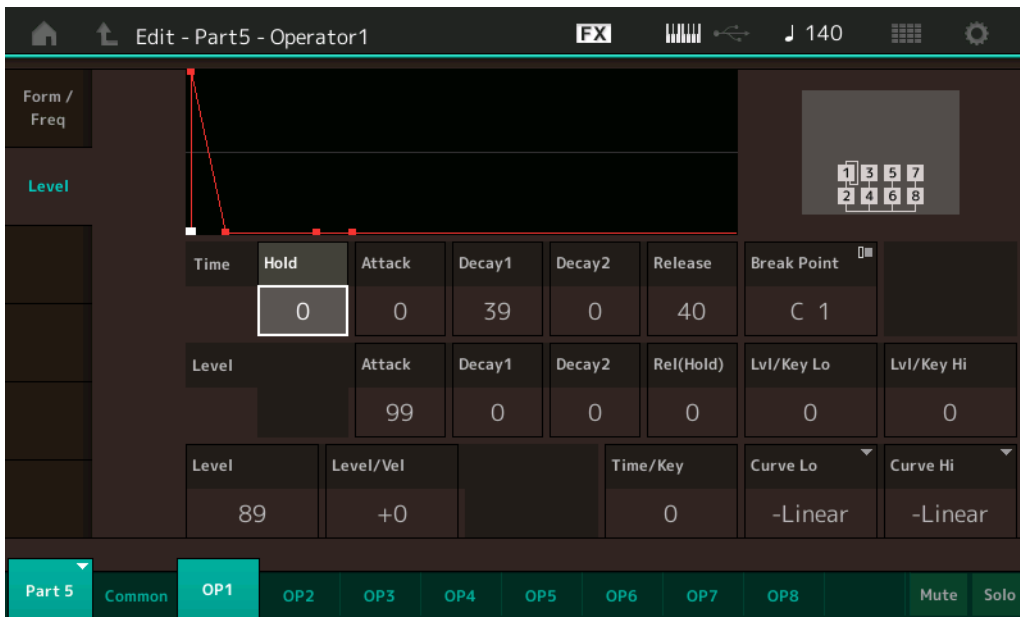 Edit - Part5 - Operator1 FX ♩ 140
Form /
Freq
Level
1 3 5 7
2 4 6 8
Time Hold Attack Decay1 Decay2 Release Break Point
0 0 39 0 40 C 1
Level Attack Decay1 Decay2 Rel(Hold) Lvl/Key Lo Lvl/Key Hi
99 0 0 0 0 0
Level Level/Vel Time/Key Curve Lo Curve Hi
89 +0 0 -Linear -Linear
Part 5 Common OP1 OP2 OP3 OP4 OP5 OP6 OP7 OP8 Mute Solo